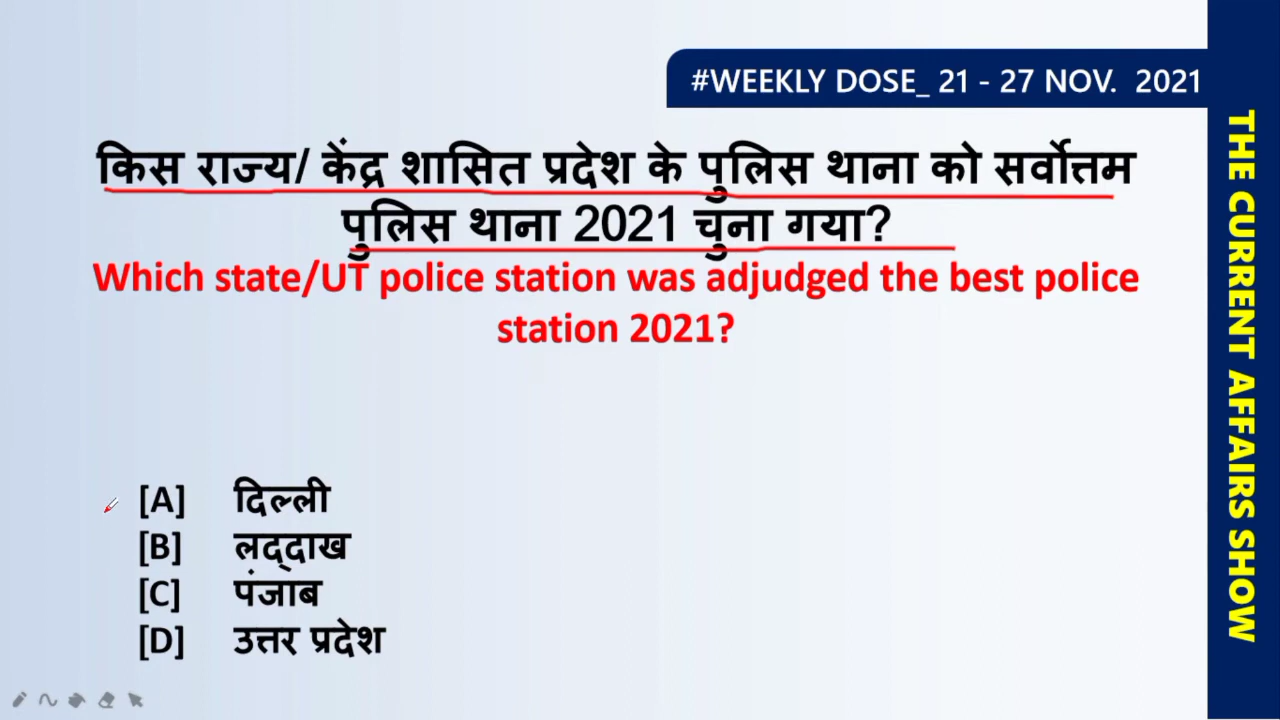 #WEEKLY DOSE_ 21 - 27 NOV. 2021
किस राज्य/ केंद्र शासित प्रदेश के पुलिस थाना को सर्वोत्तम
पुलिस थाना 2021 चुना गया?
Which state/UT police station was adjudged the best police
station 2021?
[A] दिल्ली
[B] लद्दाख
[C] पंजाब
[D] उत्तर प्रदेश
THE CURRENT AFFAIRS SHOW